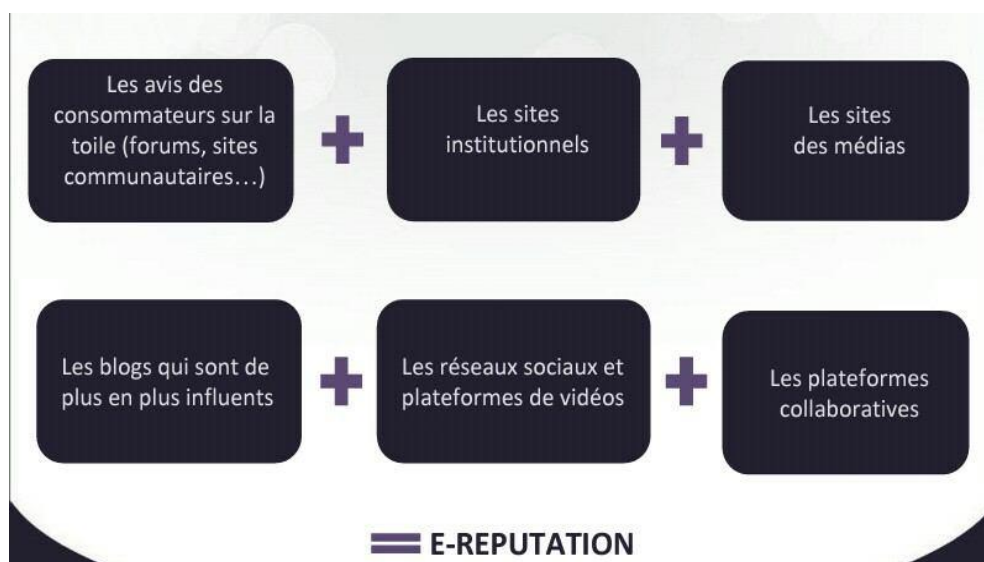 Les avis des
consommateurs sur la
toile (forums, sites
communautaires…)
+
Les sites
institutionnels
+
Les sites
des médias
Les blogs qui sont de
plus en plus influents
+
Les réseaux sociaux et
plateformes de vidéos
+
Les plateformes
collaboratives
= E-REPUTATION